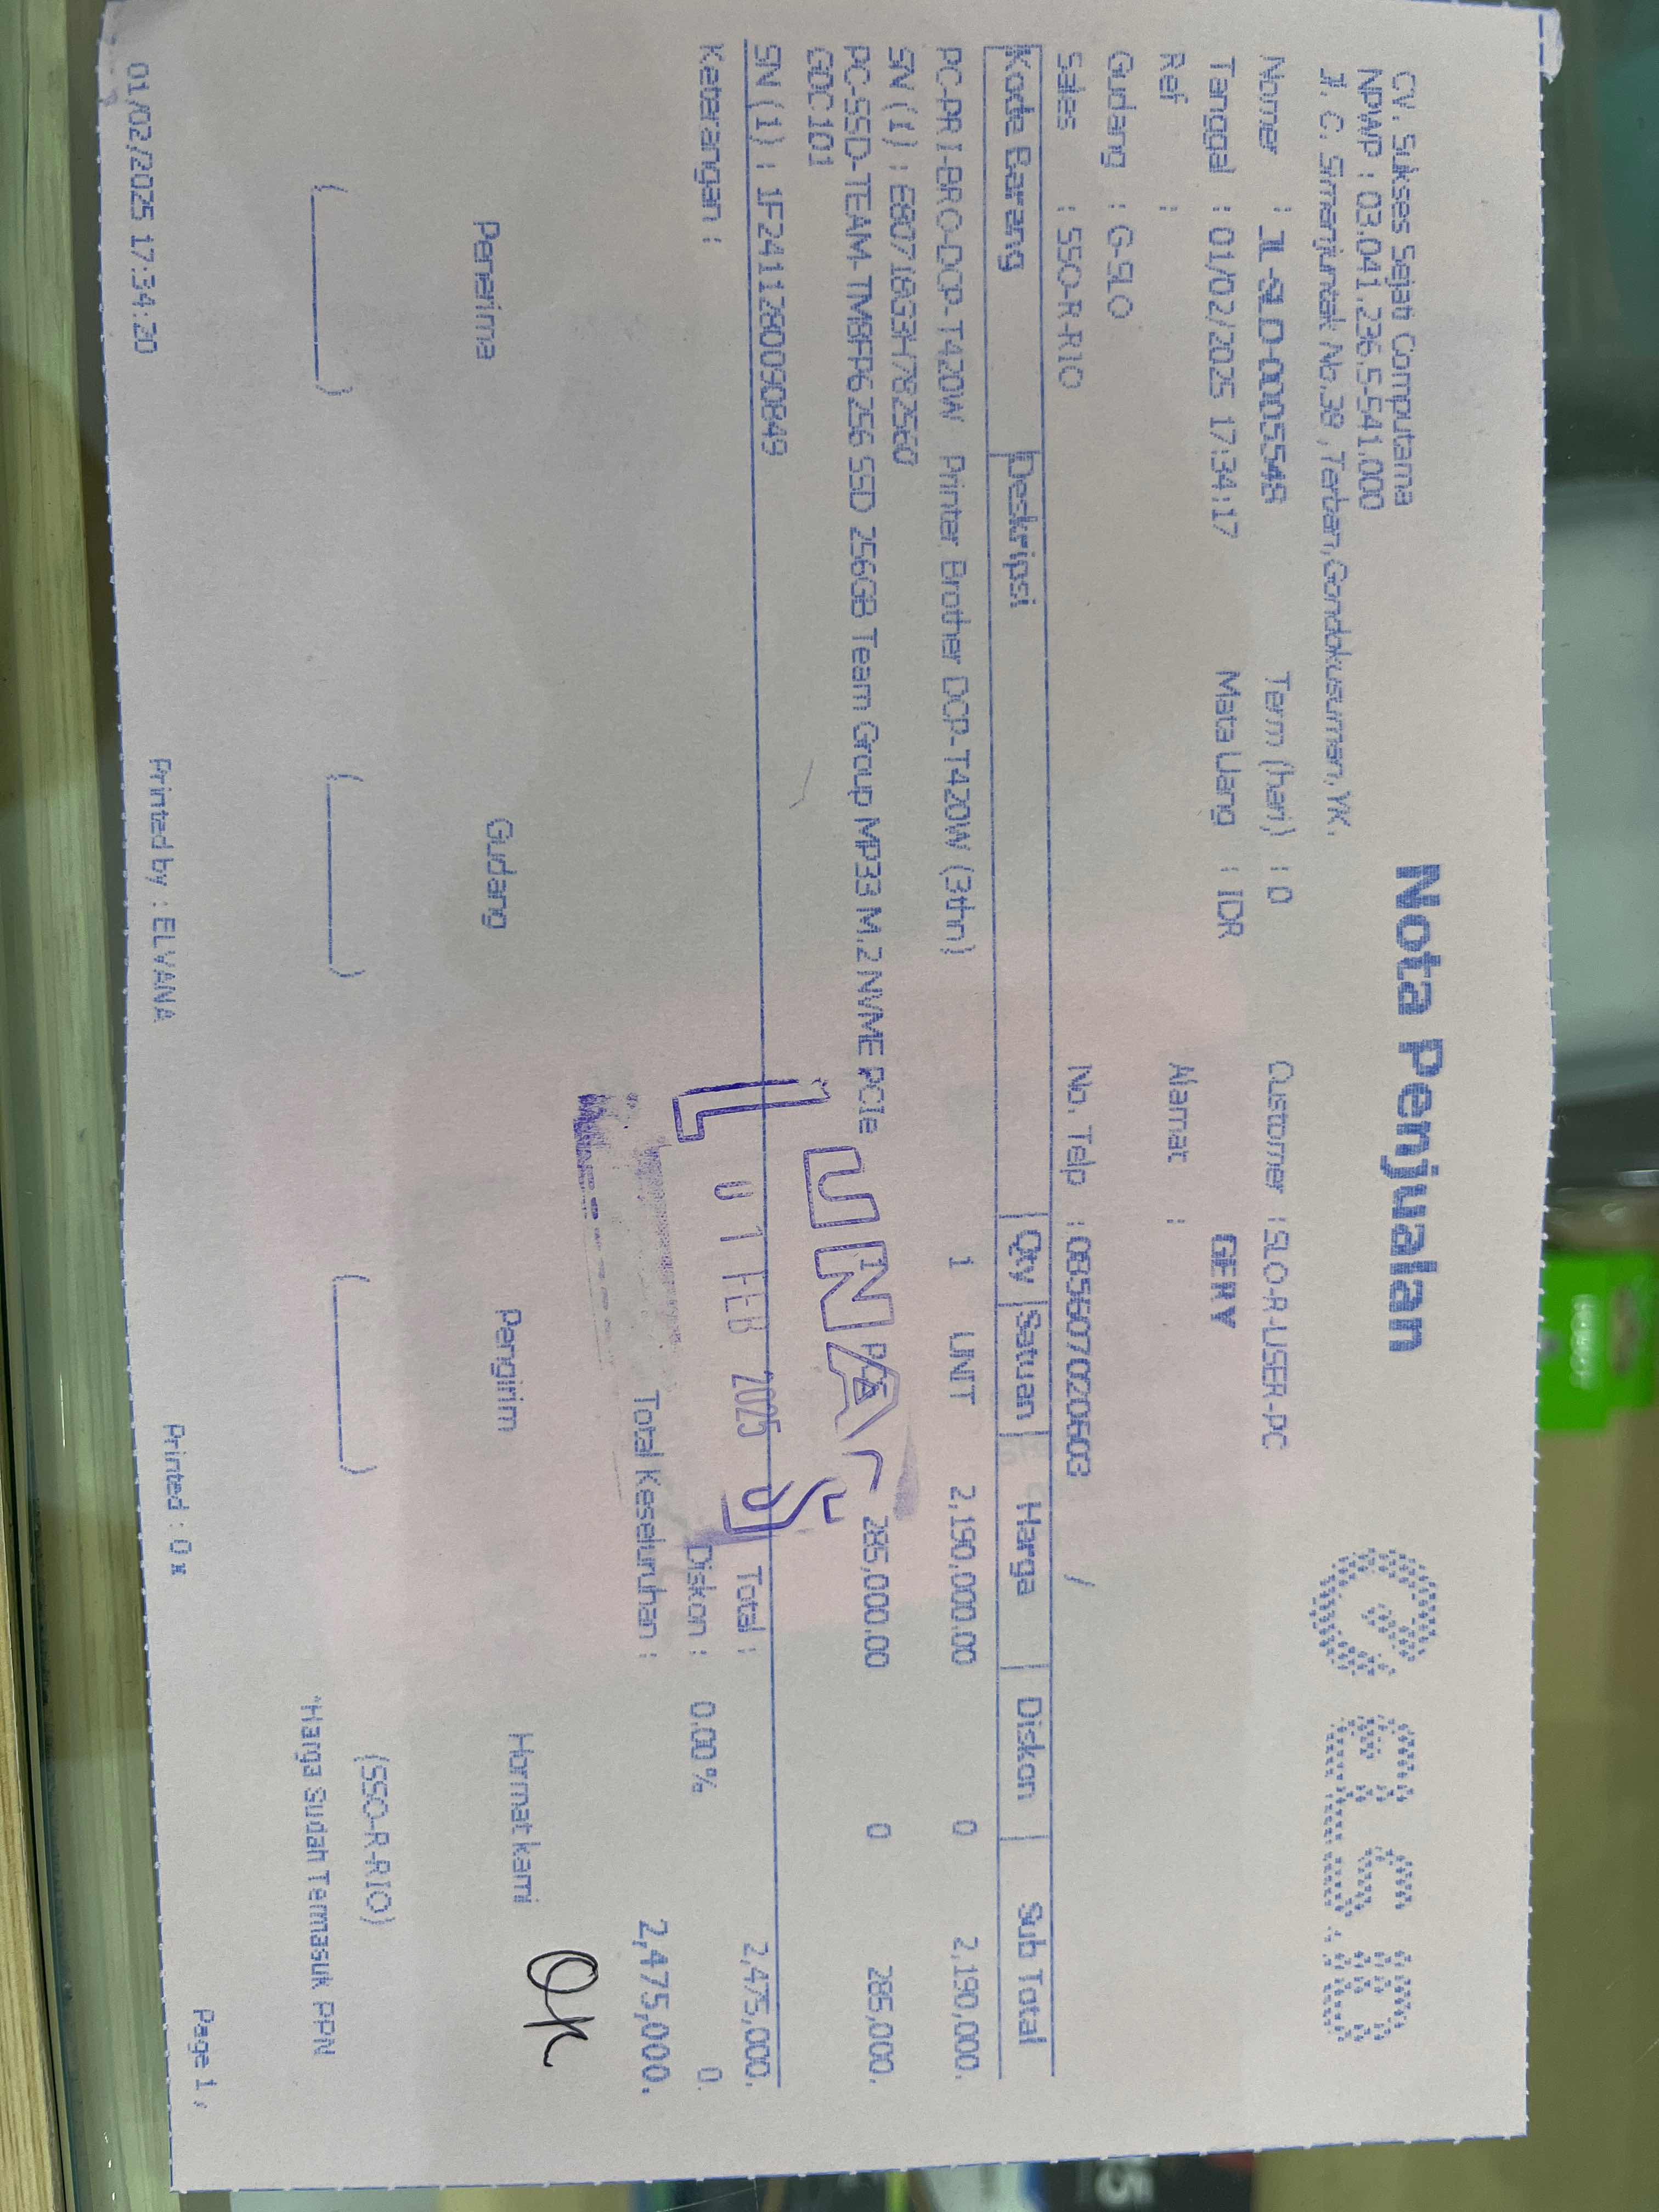 CV. Sukses Sejati Computama
NPWP : 03.041.236.5-541.000
Jl. C. Simanjuntak No.39 , Terban,Gondokusuman,YK.
Nota Penjualan
Nomer : JL-SLO-0005548
Tanggal : 01/02/2025 17:34:17
Ref :
Gudang : G-SLO
Sales : SSO-R-RIO
Term (hari) : 0
Mata Uang : IDR
Customer : SLO-R-USER-PC
GERY
Alamat :
No. Telp : 085607020603 /
Kode Barang Deskripsi Qty Satuan Harga Diskon Sub Total
PC-PRI-BRO-DCP-T420W Printer Brother DCP-T420W (3thn) 1 UNIT 2,190,000.00 0 2,190,000.
SN (1) : E80716G3H782560
PC-SSD-TEAM-TM8FP6256 SSD 256GB Team Group MP33 M.2 NVME PCIe 285,000.00 0 285,000.
G0C101
SN (1) : 1F2411280090849
LUNAS
01 FEB 2025
Keterangan :
Total : 2,475,000.
Diskon : 0.00 % 0.
Total Keseluruhan : 2,475,000.
Penerima Gudang Pengirim Hormat kami
OK
(SSO-R-RIO)
*Harga Sudah Termasuk PPN
01/02/2025 17:34:20 Printed by : ELVANA Printed : 0 x Page 1 /